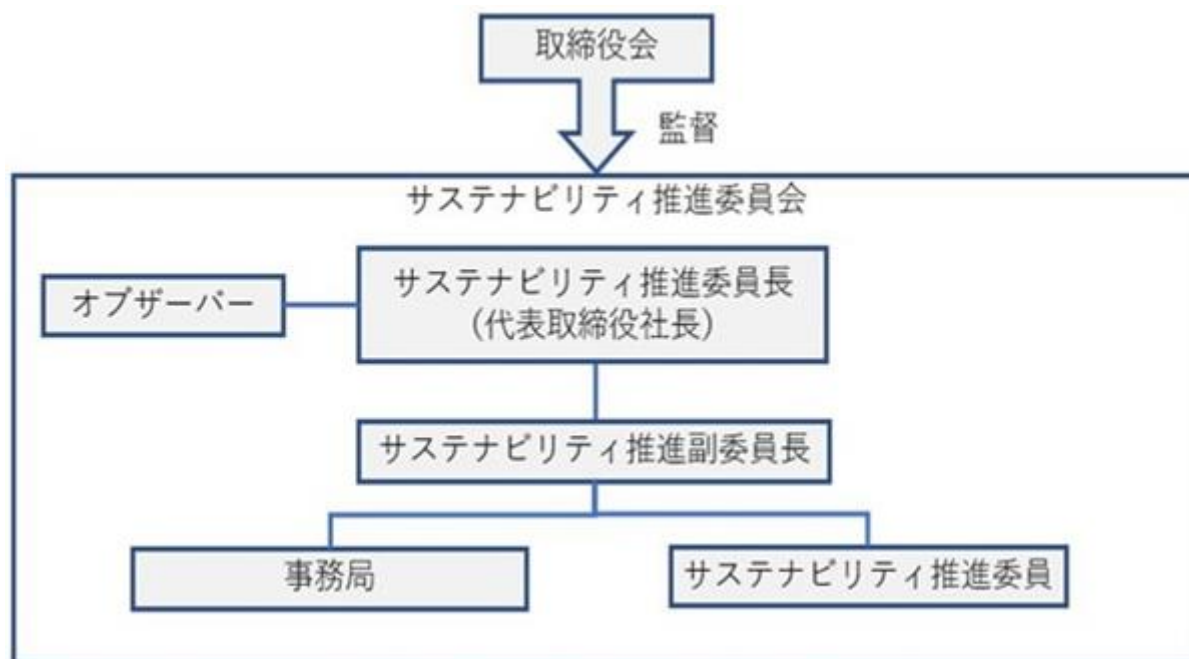 取締役会
監督
サステナビリティ推進委員会
オブザーバー
サステナビリティ推進委員長
(代表取締役社長)
サステナビリティ推進副委員長
事務局
サステナビリティ推進委員